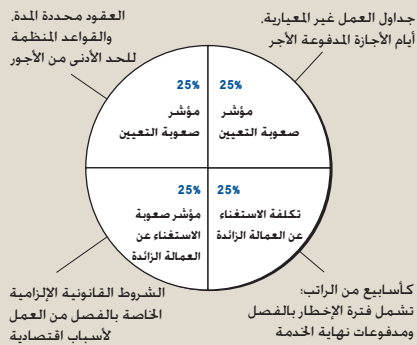 جداول العمل غير المعيارية،
أيام الأجازة المدفوعة الأجر
العقود محددة المدة،
والقواعد المنظمة
للحد الأدنى من الأجور
25%
مؤشر
صعوبة التعيين
25%
مؤشر
صعوبة التعيين
25%
تكلفة الاستغناء
عن العمالة الزائدة
25%
مؤشر صعوبة
الاستغناء عن
العمالة الزائدة
كأسابيع من الراتب؛
تشمل فترة الإخطار بالفصل
ومدفوعات نهاية الخدمة
الشروط القانونية الإلزامية
الخاصة بالفصل من العمل
لأسباب اقتصادية